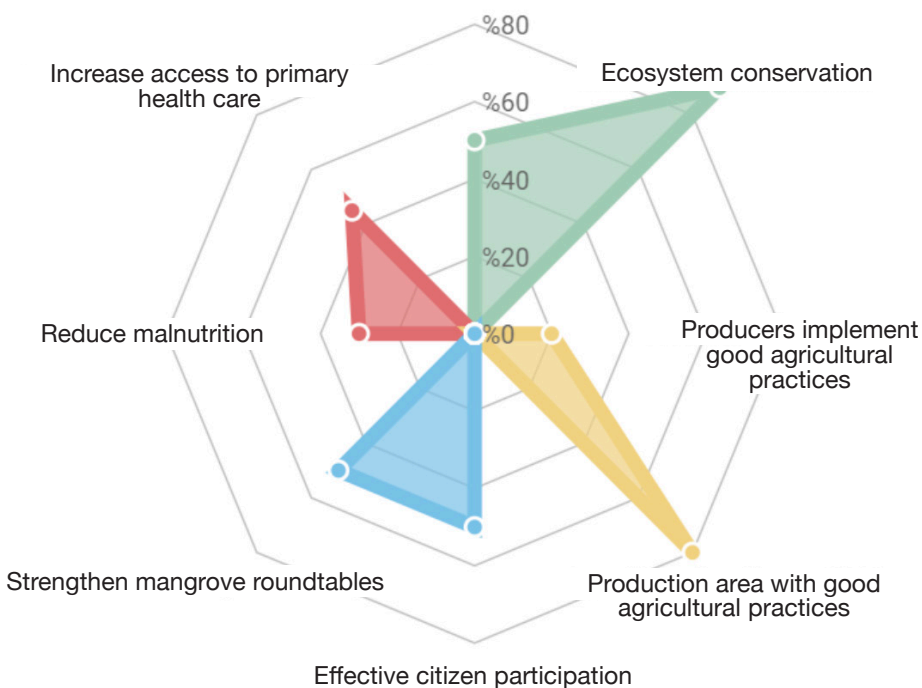 %80
Increase access to primary
health care
Ecosystem conservation
%60
%40
%20
Reduce malnutrition
%0
Producers implement
good agricultural
practices
Strengthen mangrove roundtables
Production area with good
agricultural practices
Effective citizen participation